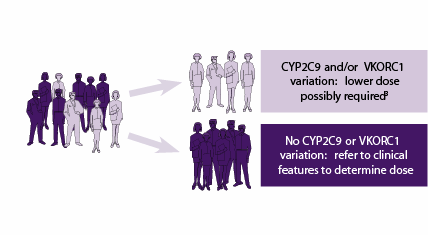 CYP2C9 and/or VKORC1
variation: lower dose
possibly required³
No CYP2C9 or VKORC1
variation: refer to clinical
features to determine dose